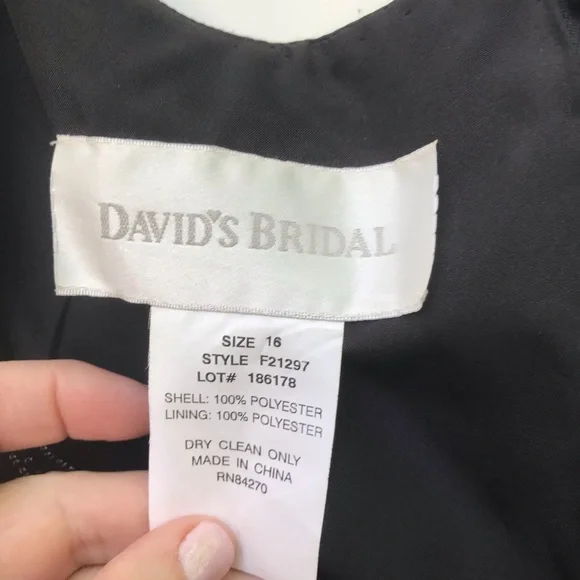 DAVID'S BRIDAL
SIZE 16
STYLE F21297
LOT# 186178
SHELL: 100% POLYESTER
LINING: 100% POLYESTER
DRY CLEAN ONLY
MADE IN CHINA
RN84270